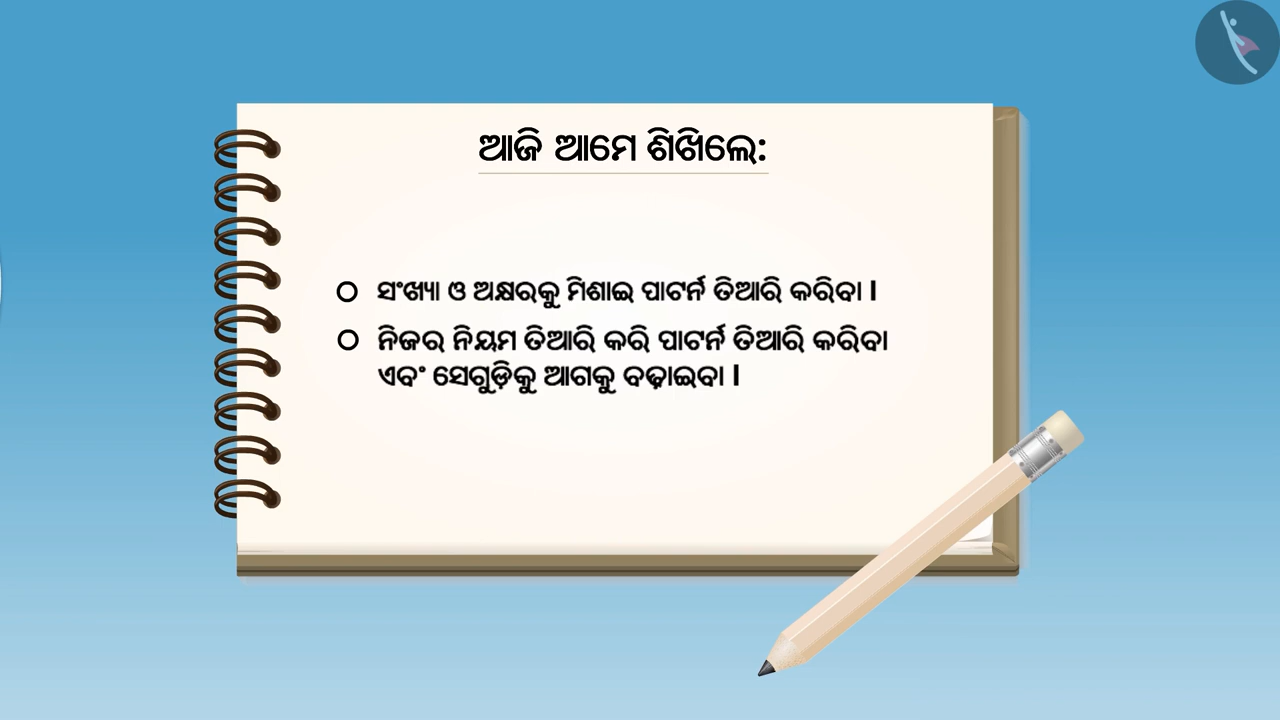 ଆଜି ଆମେ ଶିଖିଲେ:
ସଂଖ୍ୟା ଓ ଅକ୍ଷରକୁ ମିଶାଇ ପାଟର୍ନ ତିଆରି କରିବା ।
ନିଜର ନିୟମ ତିଆରି କରି ପାଟର୍ନ ତିଆରି କରିବା
ଏବଂ ସେଗୁଡ଼ିକୁ ଆଗକୁ ବଢ଼ାଇବା ।